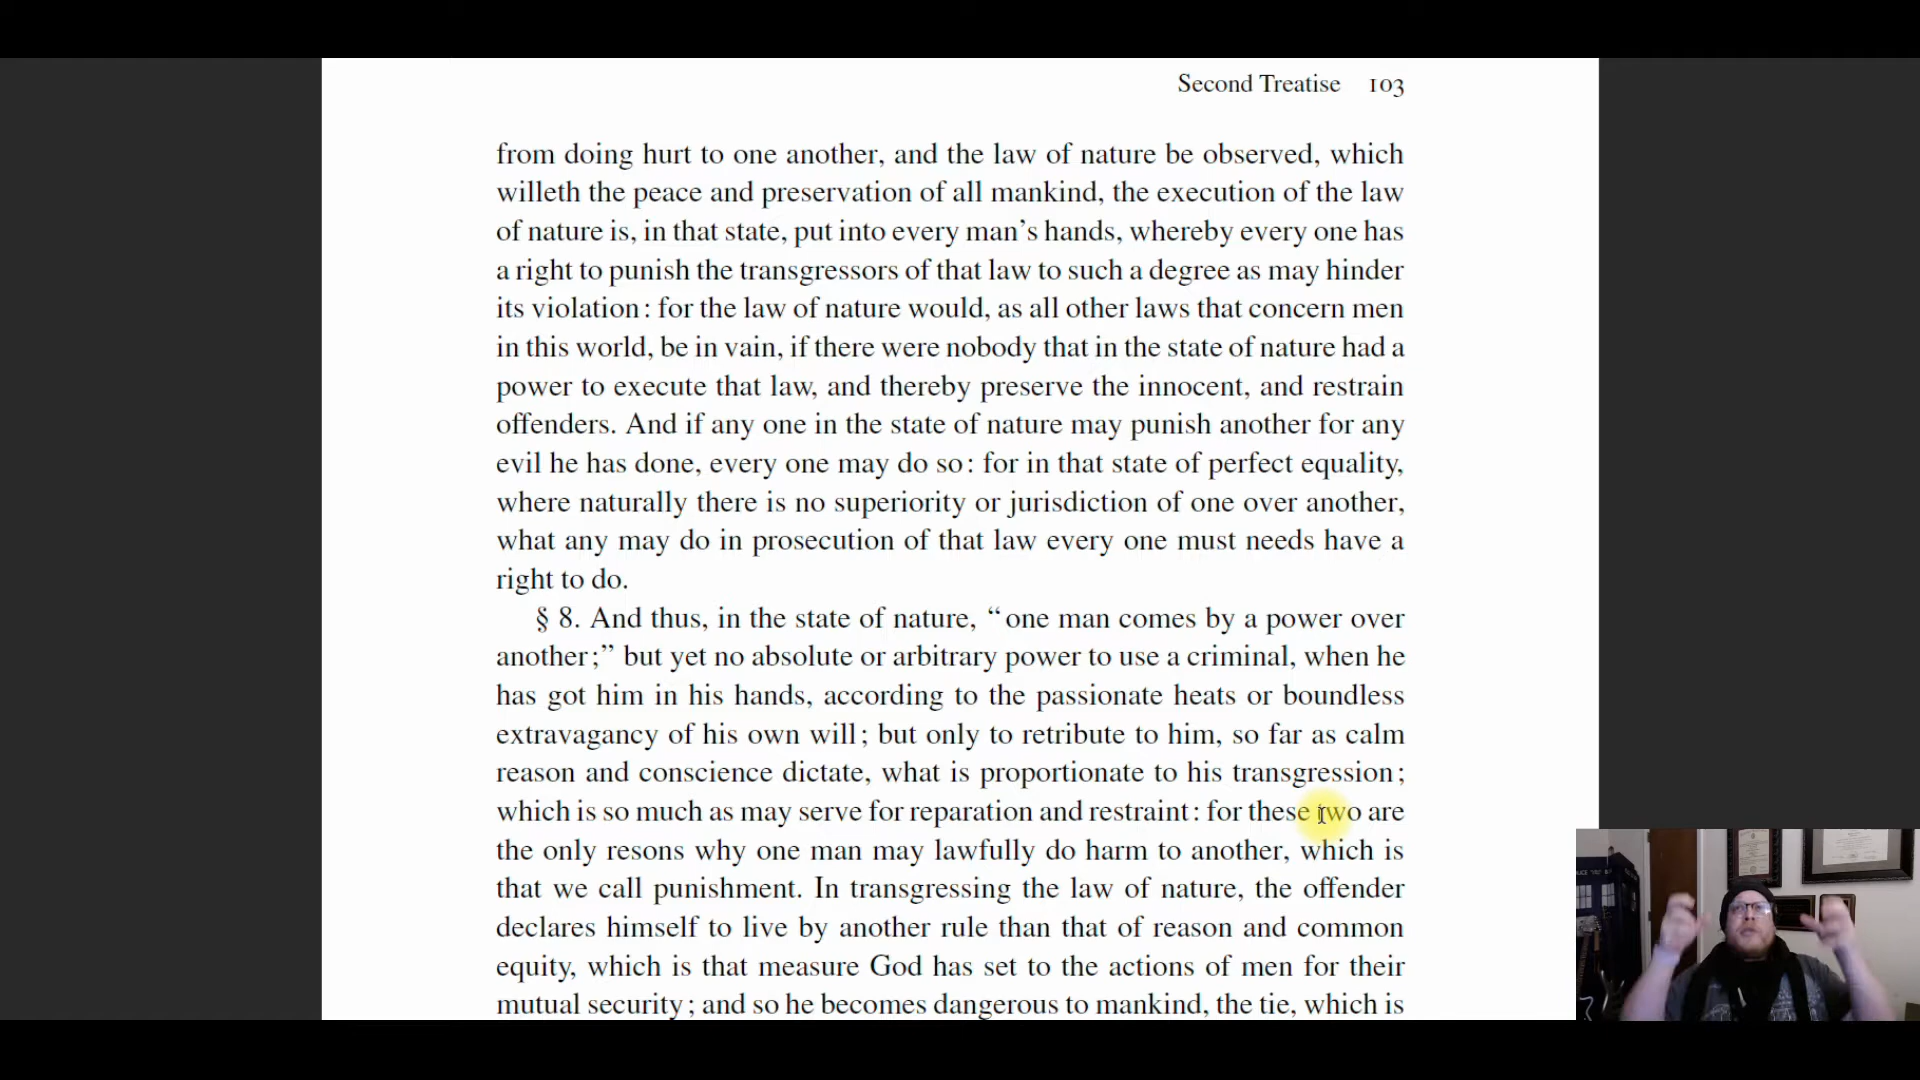 Second Treatise 103
from doing hurt to one another, and the law of nature be observed, which
willeth the peace and preservation of all mankind, the execution of the law
of nature is, in that state, put into every man’s hands, whereby every one has
a right to punish the transgressors of that law to such a degree as may hinder
its violation : for the law of nature would, as all other laws that concern men
in this world, be in vain, if there were nobody that in the state of nature had a
power to execute that law, and thereby preserve the innocent, and restrain
offenders. And if any one in the state of nature may punish another for any
evil he has done, every one may do so : for in that state of perfect equality,
where naturally there is no superiority or jurisdiction of one over another,
what any may do in prosecution of that law every one must needs have a
right to do.
§ 8. And thus, in the state of nature, “one man comes by a power over
another ;” but yet no absolute or arbitrary power to use a criminal, when he
has got him in his hands, according to the passionate heats or boundless
extravagancy of his own will ; but only to retribute to him, so far as calm
reason and conscience dictate, what is proportionate to his transgression ;
which is so much as may serve for reparation and restraint : for these two are
the only resons why one man may lawfully do harm to another, which is
that we call punishment. In transgressing the law of nature, the offender
declares himself to live by another rule than that of reason and common
equity, which is that measure God has set to the actions of men for their
mutual security ; and so he becomes dangerous to mankind, the tie, which is